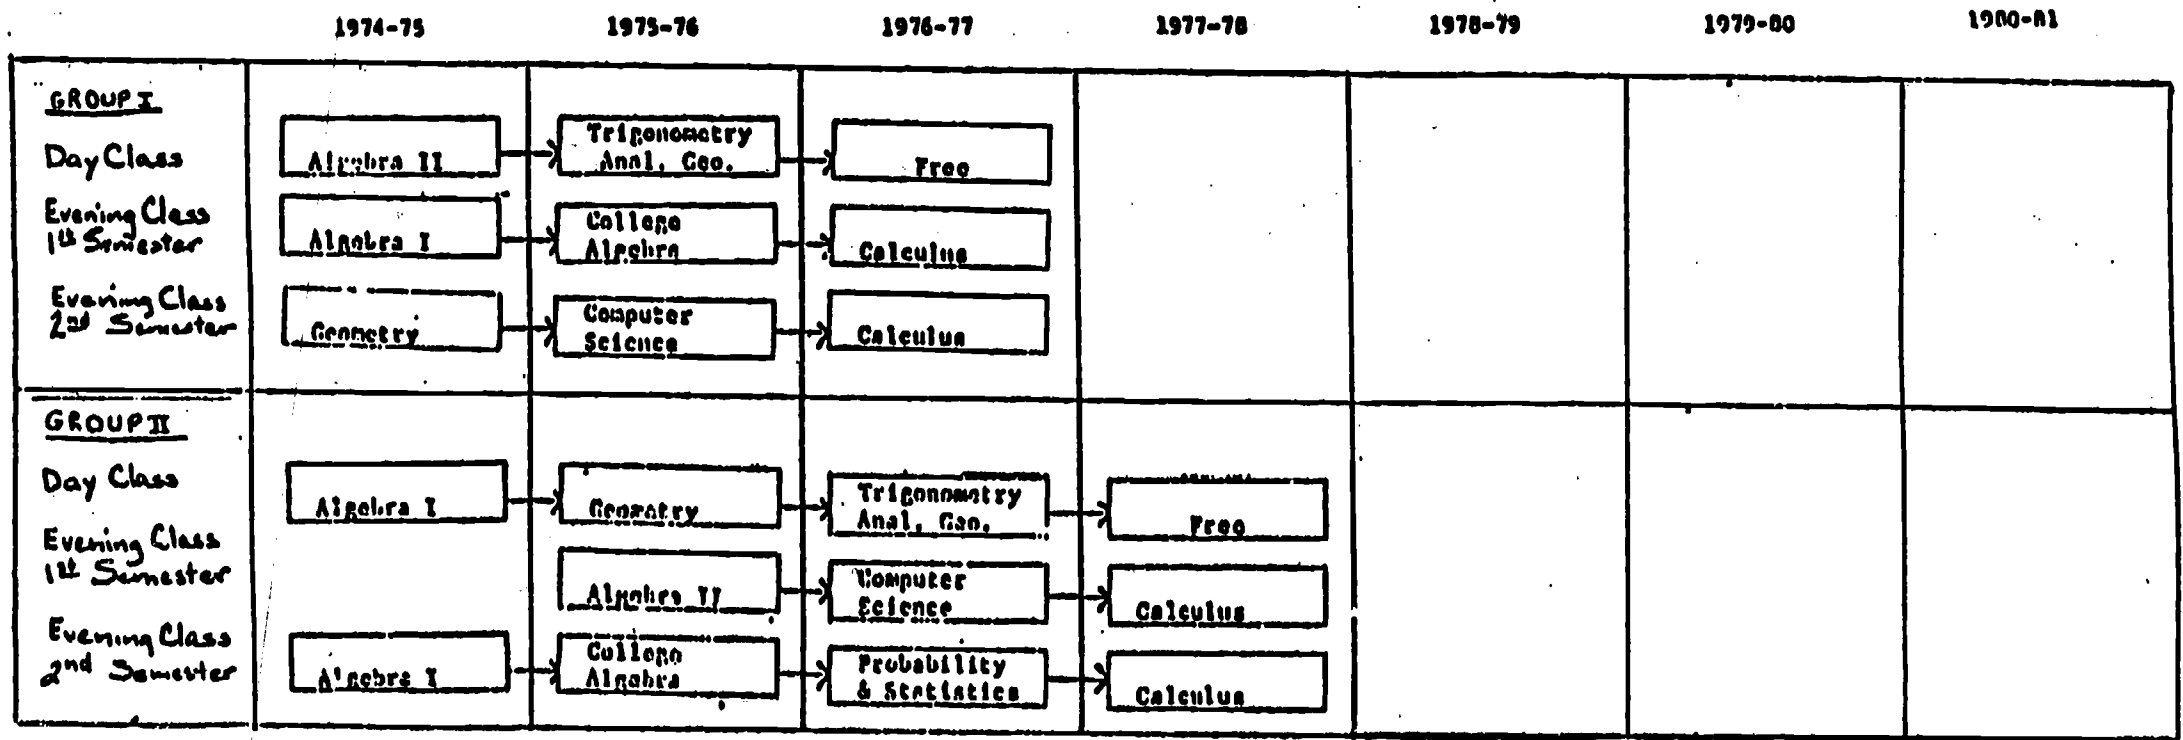 1974-75 1975-76 1976-77 1977-78 1978-79 1979-80 1980-81
GROUP I
Day Class
Algebra II
Trigonometry
Anal. Geo.
Free
Evening Class
1st Semester
Algebra I
College
Algebra
Calculus
Evening Class
2nd Semester
Geometry
Computer
Science
Calculus
GROUP II
Day Class
Algebra I
Geometry
Trigonometry
Anal. Geo.
Free
Evening Class
1st Semester
Algebra II
Computer
Science
Calculus
Evening Class
2nd Semester
Algebra I
College
Algebra
Probability
& Statistics
Calculus